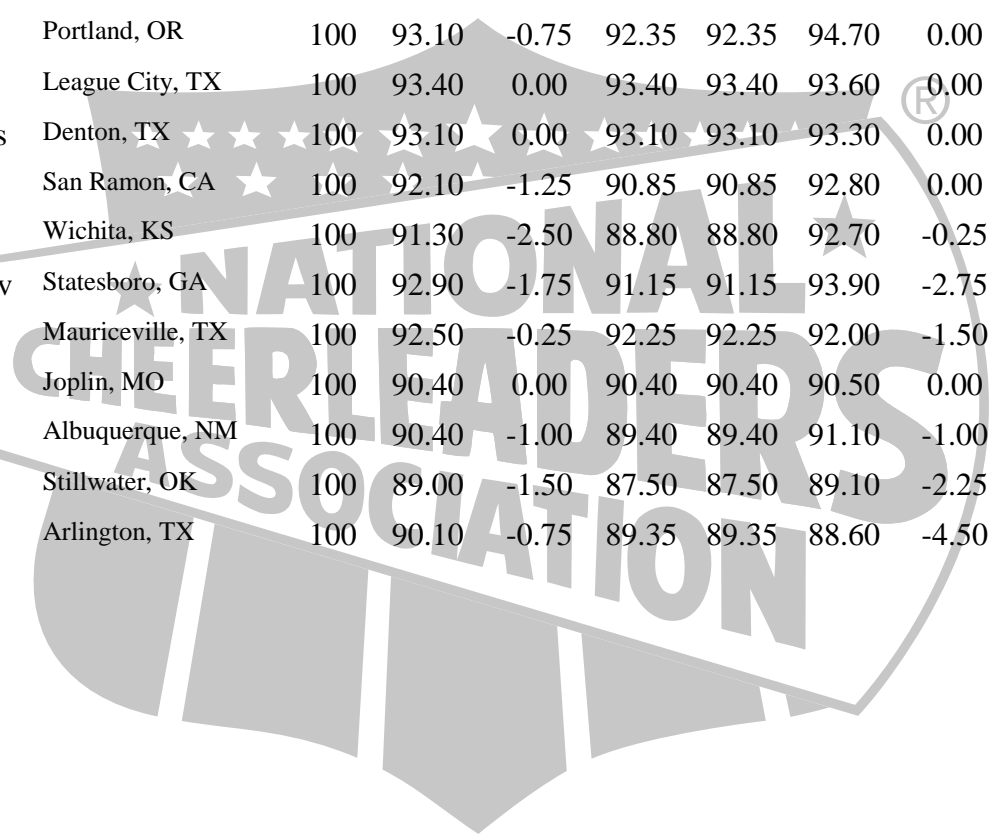 Portland, OR 100 93.10 -0.75 92.35 92.35 94.70 0.00
League City, TX 100 93.40 0.00 93.40 93.40 93.60 0.00
s Denton, TX 100 93.10 0.00 93.10 93.10 93.30 0.00
San Ramon, CA 100 92.10 -1.25 90.85 90.85 92.80 0.00
Wichita, KS 100 91.30 -2.50 88.80 88.80 92.70 -0.25
v Statesboro, GA 100 92.90 -1.75 91.15 91.15 93.90 -2.75
Mauriceville, TX 100 92.50 -0.25 92.25 92.25 92.00 -1.50
Joplin, MO 100 90.40 0.00 90.40 90.40 90.50 0.00
Albuquerque, NM 100 90.40 -1.00 89.40 89.40 91.10 -1.00
Stillwater, OK 100 89.00 -1.50 87.50 87.50 89.10 -2.25
Arlington, TX 100 90.10 -0.75 89.35 89.35 88.60 -4.50
NATIONAL
CHEERLEADERS
ASSOCIATION
®